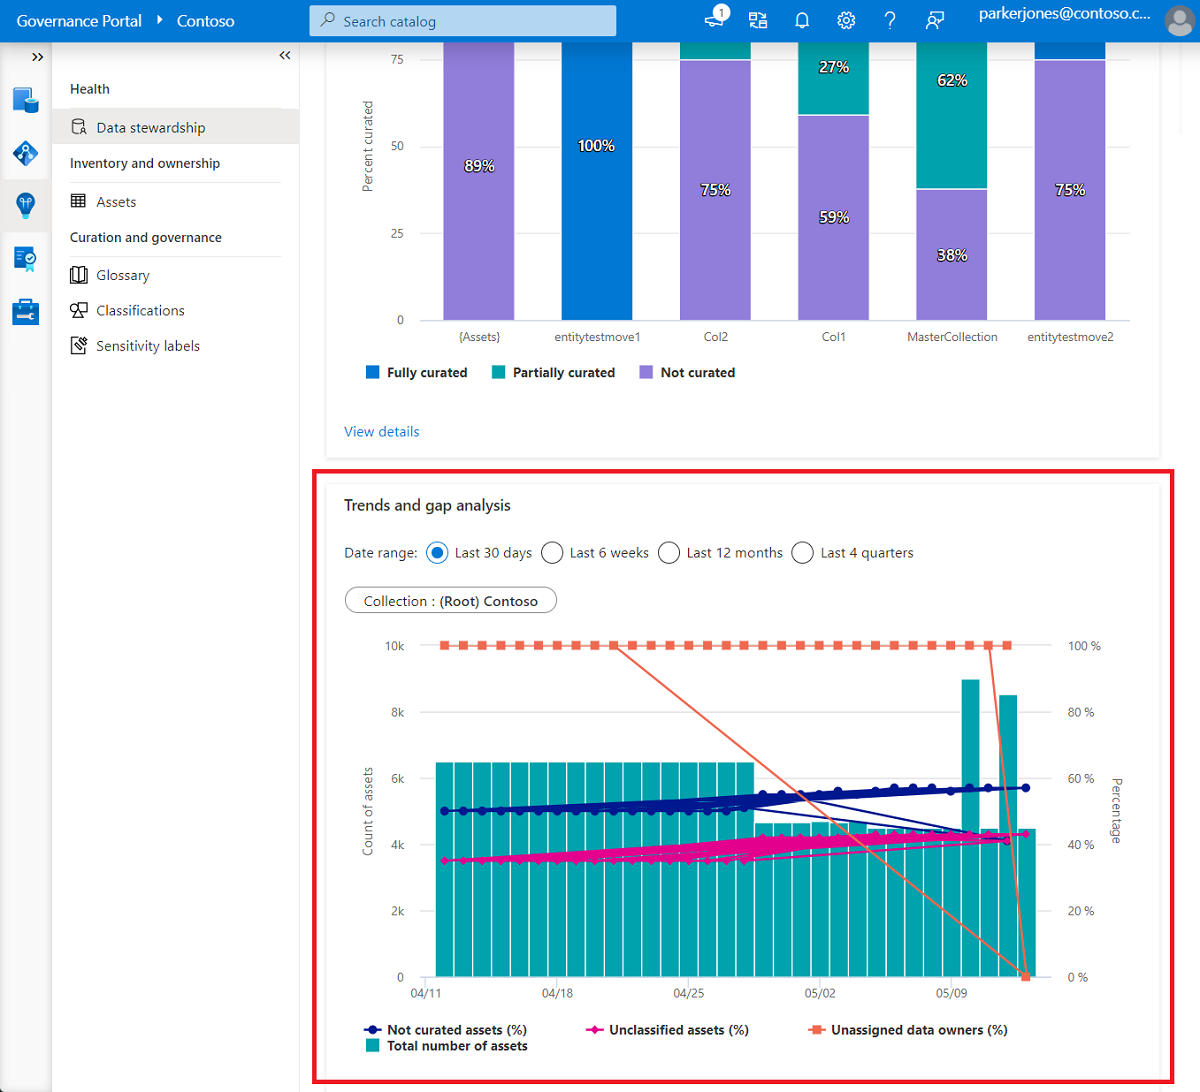 Governance Portal Contoso
Search catalog
1
parkerjones@contoso.c...
Health
Data stewardship
Inventory and ownership
Assets
Curation and governance
Glossary
Classifications
Sensitivity labels
Percent curated
75
50
25
0
89%
100%
75%
27%
59%
62%
38%
75%
{Assets} entitytestmove1 Col2 Col1 MasterCollection entitytestmove2
Fully curated Partially curated Not curated
View details
Trends and gap analysis
Date range: Last 30 days Last 6 weeks Last 12 months Last 4 quarters
Collection : (Root) Contoso
Count of assets
10k
8k
6k
4k
2k
0
100 %
80 %
60 %
40 %
20 %
0 %
Percentage
04/11 04/18 04/25 05/02 05/09
Not curated assets (%) Unclassified assets (%) Unassigned data owners (%)
Total number of assets